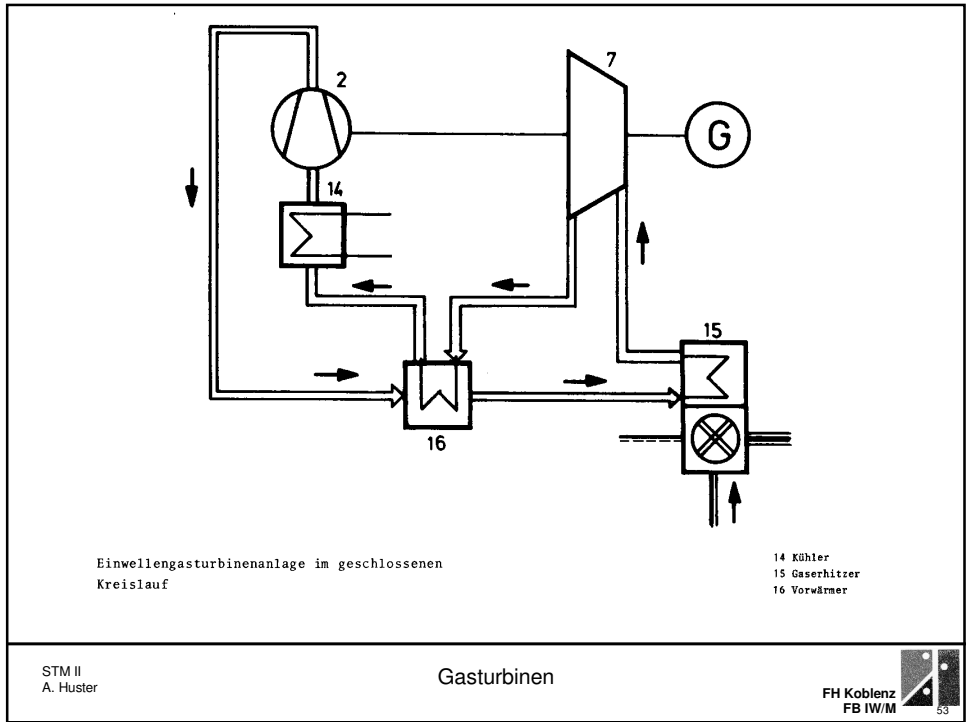 2
7
G
14
15
16
Einwellengasturbinenanlage im geschlossenen
Kreislauf
14 Kühler
15 Gaserhitzer
16 Vorwärmer
STM II
A. Huster
Gasturbinen
FH Koblenz
FB IW/M
53